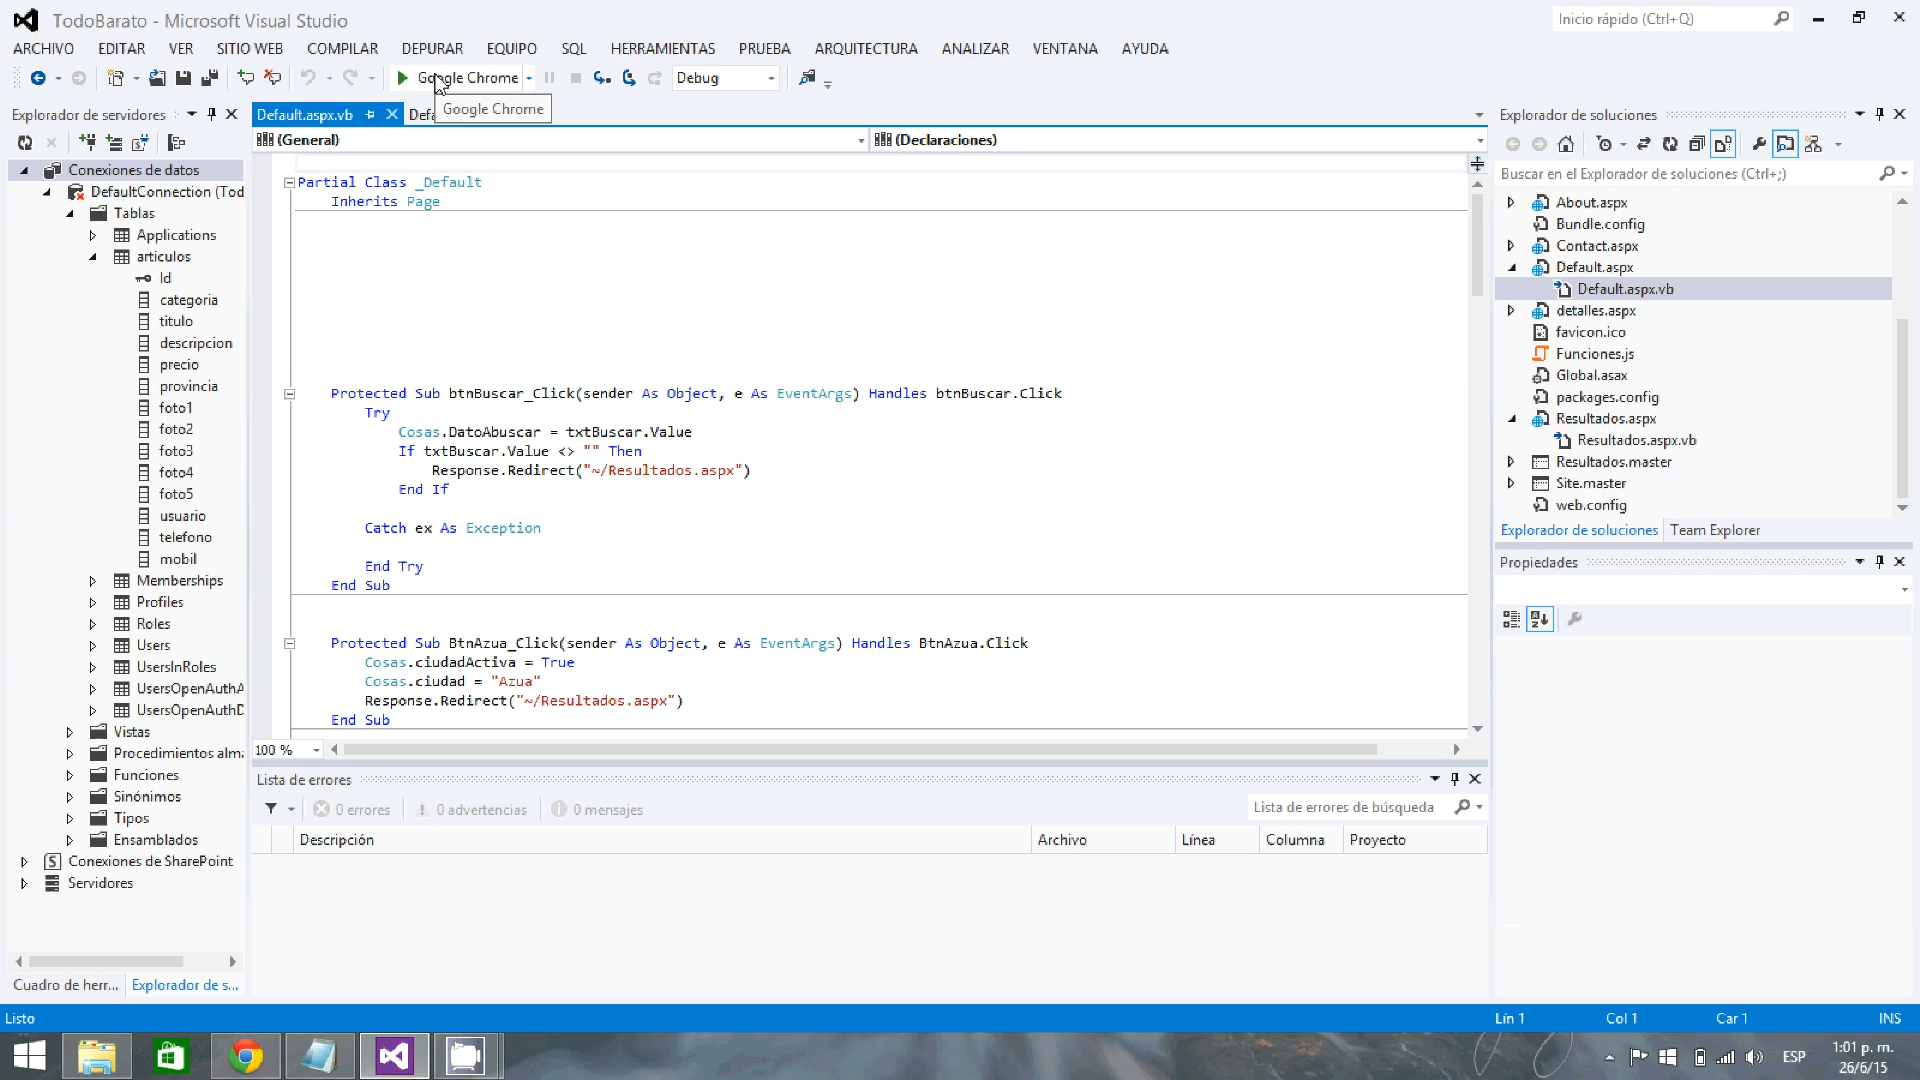 TodoBarato - Microsoft Visual Studio
Inicio rápido (Ctrl+Q)
ARCHIVO EDITAR VER SITIO WEB COMPILAR DEPURAR EQUIPO SQL HERRAMIENTAS PRUEBA ARQUITECTURA ANALIZAR VENTANA AYUDA
Google Chrome
Debug
Google Chrome
Explorador de servidores
Conexiones de datos
DefaultConnection (Tod
Tablas
Applications
articulos
Id
categoria
titulo
descripcion
precio
provincia
foto1
foto2
foto3
foto4
foto5
usuario
telefono
mobil
Memberships
Profiles
Roles
Users
UsersInRoles
UsersOpenAuthA
UsersOpenAuthD
Vistas
Procedimientos alma
Funciones
Sinónimos
Tipos
Ensamblados
Conexiones de SharePoint
Servidores
Cuadro de herr... Explorador de s...
Default.aspx.vb Defa
(General) (Declaraciones)
Partial Class _Default
Inherits Page
Protected Sub btnBuscar_Click(sender As Object, e As EventArgs) Handles btnBuscar.Click
Try
Cosas.DatoAbuscar = txtBuscar.Value
If txtBuscar.Value <> "" Then
Response.Redirect("~/Resultados.aspx")
End If
Catch ex As Exception
End Try
End Sub
Protected Sub BtnAzua_Click(sender As Object, e As EventArgs) Handles BtnAzua.Click
Cosas.ciudadActiva = True
Cosas.ciudad = "Azua"
Response.Redirect("~/Resultados.aspx")
End Sub
100 %
Lista de errores
0 errores 0 advertencias 0 mensajes
Lista de errores de búsqueda
Descripción Archivo Línea Columna Proyecto
Explorador de soluciones
Buscar en el Explorador de soluciones (Ctrl+;)
About.aspx
Bundle.config
Contact.aspx
Default.aspx
Default.aspx.vb
detalles.aspx
favicon.ico
Funciones.js
Global.asax
packages.config
Resultados.aspx
Resultados.aspx.vb
Resultados.master
Site.master
web.config
Explorador de soluciones Team Explorer
Propiedades
Listo
Lín 1 Col 1 Car 1 INS
ESP
1:01 p. m.
26/6/15